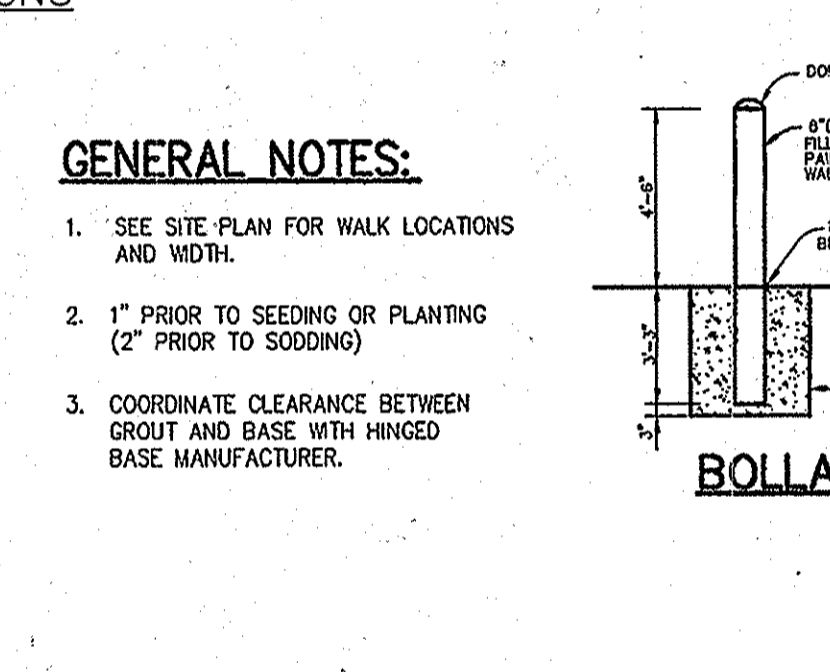 GENERAL NOTES:
1. SEE SITE PLAN FOR WALK LOCATIONS
AND WIDTH.
2. 1" PRIOR TO SEEDING OR PLANTING
(2" PRIOR TO SODDING)
3. COORDINATE CLEARANCE BETWEEN
GROUT AND BASE WITH HINGED
BASE MANUFACTURER.
4'-6"
3'-3"
3"